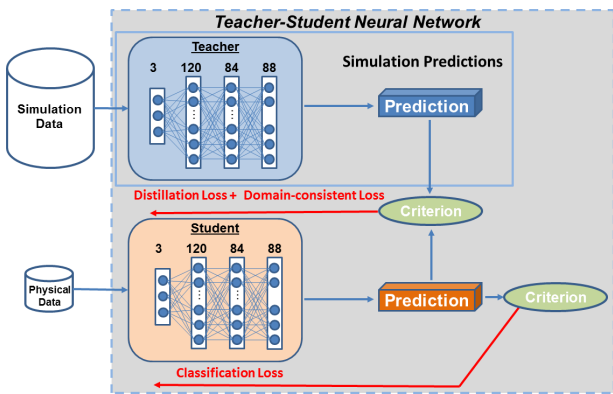 Teacher-Student Neural Network
Teacher
Simulation Predictions
3 120 84 88
Simulation
Data
Prediction
Distillation Loss + Domain-consistent Loss
Criterion
Student
3 120 84 88
Physical
Data
Prediction
Criterion
Classification Loss